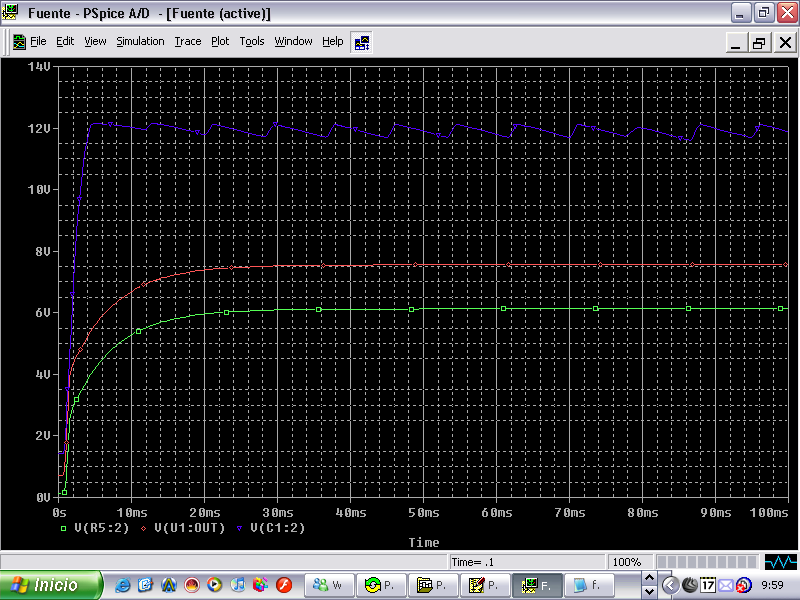 Fuente - PSpice A/D - [Fuente (active)]
File Edit View Simulation Trace Plot Tools Window Help
14V
12V
10V
8V
6V
4V
2V
0V
0s 10ms 20ms 30ms 40ms 50ms 60ms 70ms 80ms 90ms 100ms
V(R5:2) V(U1:OUT) V(C1:2)
Time
Time= .1 100%
Inicio W P. P. P. F. f. 17 9:59